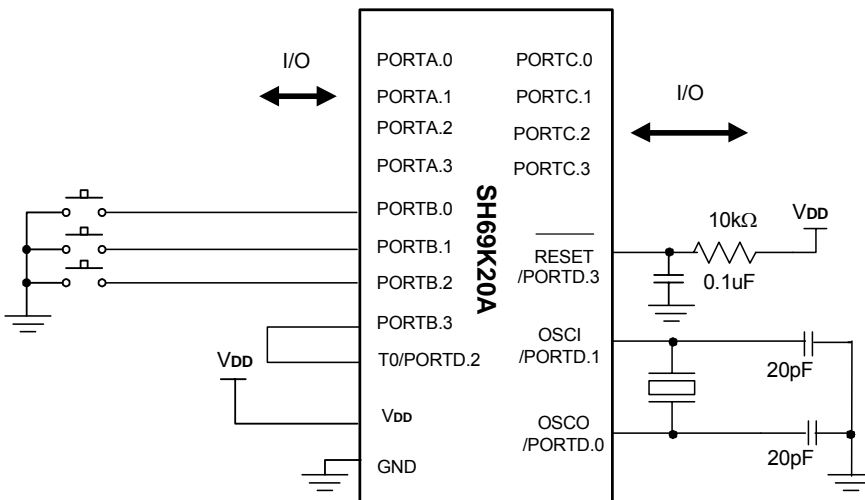 I/O
PORTA.0
PORTA.1
PORTA.2
PORTA.3
PORTB.0
PORTB.1
PORTB.2
PORTB.3
T0/PORTD.2
VDD
VDD
GND
SH69K20A
PORTC.0
PORTC.1
PORTC.2
PORTC.3
I/O
RESET
/PORTD.3
10kΩ
VDD
0.1uF
OSCI
/PORTD.1
20pF
OSCO
/PORTD.0
20pF